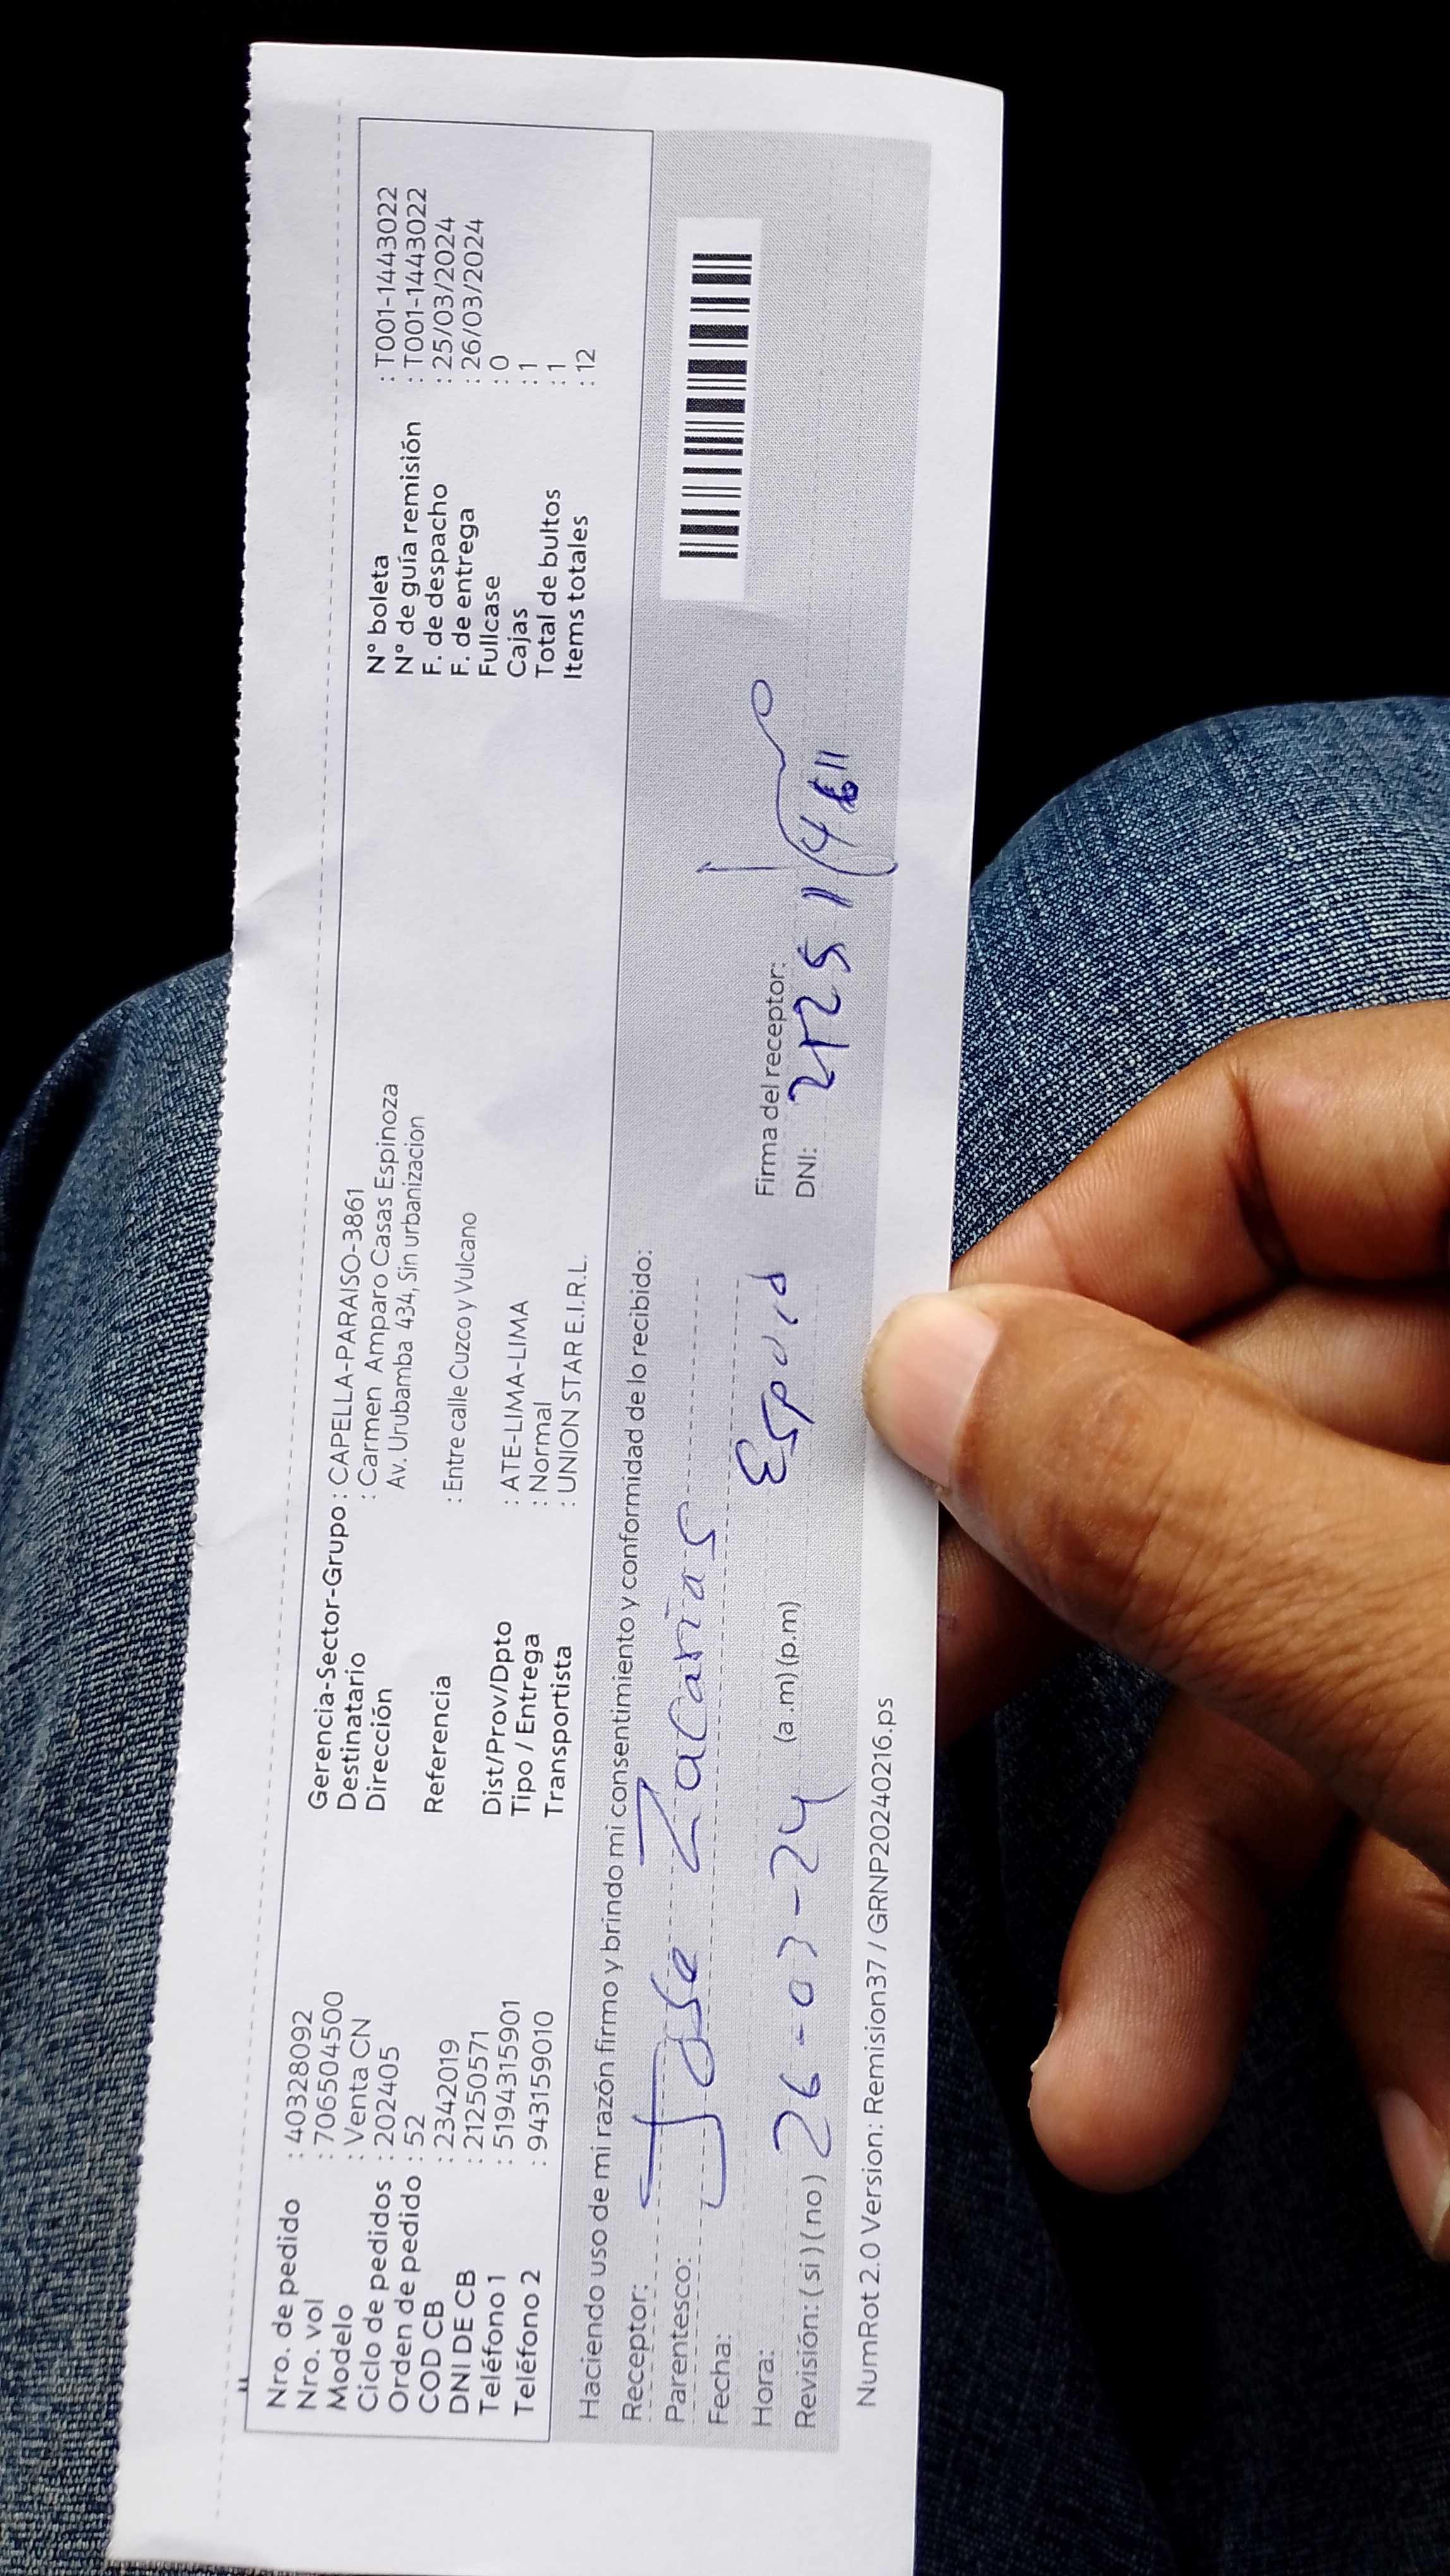 Nro. de pedido : 40328092
Nro. vol : 7065045​00
Modelo : Venta CN
Ciclo de pedidos : 202405
Orden de pedido : 52
COD CB : 2342019
DNI DE CB : 21250571
Teléfono 1 : 5194315901
Teléfono 2 : 943159010
Gerencia-Sector-Grupo : CAPELLA-PARAISO-3861
Destinatario : Carmen Amparo Casas Espinoza
Dirección Av. Urubamba 434, Sin urbanizacion
Referencia : Entre calle Cuzco y Vulcano
Dist/Prov/Dpto : ATE-LIMA-LIMA
Tipo / Entrega : Normal
Transportista : UNION STAR E.I.R.L.
N° boleta : T001-1443022
N° de guía remisión : T001-1443022
F. de despacho : 25/03/2024
F. de entrega : 26/03/2024
Fullcase : 0
Cajas : 1
Total de bultos : 1
Items totales : 12
Haciendo uso de mi razón firmo y brindo mi consentimiento y conformidad de lo recibido:
Receptor: Jose Zacarias
Parentesco:
Fecha:
Hora: 26-03-24 (a.m)(p.m)
Revisión: (si) (no)
Firma del receptor:
DNI:
NumRot 2.0 Version: Remision37 / GRNP20240216.ps